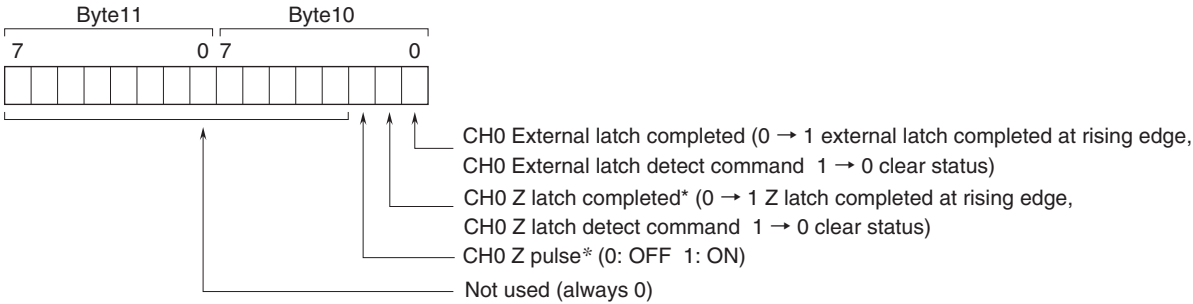 Byte11 Byte10
7 0 7 0
CH0 External latch completed (0 → 1 external latch completed at rising edge,
CH0 External latch detect command 1 → 0 clear status)
CH0 Z latch completed* (0 → 1 Z latch completed at rising edge,
CH0 Z latch detect command 1 → 0 clear status)
CH0 Z pulse* (0: OFF 1: ON)
Not used (always 0)